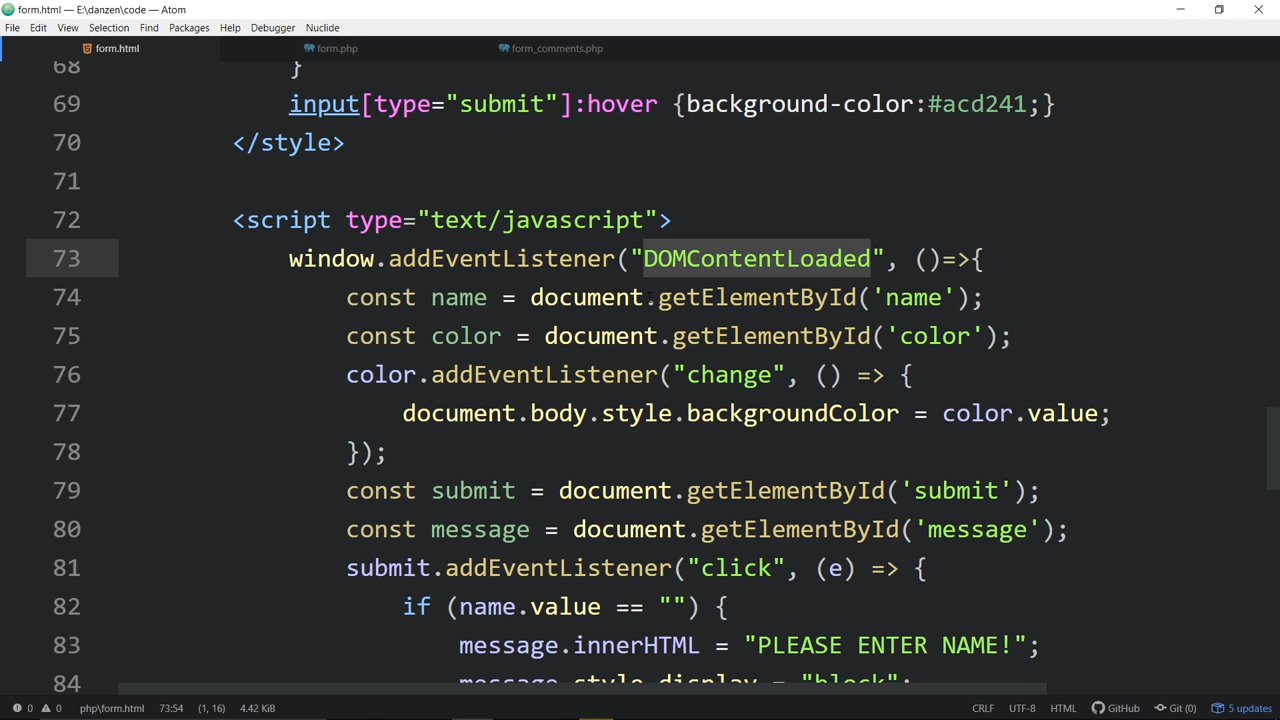 form.html — E:\danzen\code — Atom
File Edit View Selection Find Packages Help Debugger Nuclide
form.html form.php form_comments.php
68 }
69 input[type="submit"]:hover {background-color:#acd241;}
70 </style>
71
72 <script type="text/javascript">
73 window.addEventListener("DOMContentLoaded", ()=>{
74 const name = document.getElementById('name');
75 const color = document.getElementById('color');
76 color.addEventListener("change", () => {
77 document.body.style.backgroundColor = color.value;
78 });
79 const submit = document.getElementById('submit');
80 const message = document.getElementById('message');
81 submit.addEventListener("click", (e) => {
82 if (name.value == "") {
83 message.innerHTML = "PLEASE ENTER NAME!";
84 message.style.display = "block";
0 0 php\form.html 73:54 (1, 16) 4.42 KiB CRLF UTF-8 HTML GitHub Git (0) 5 updates